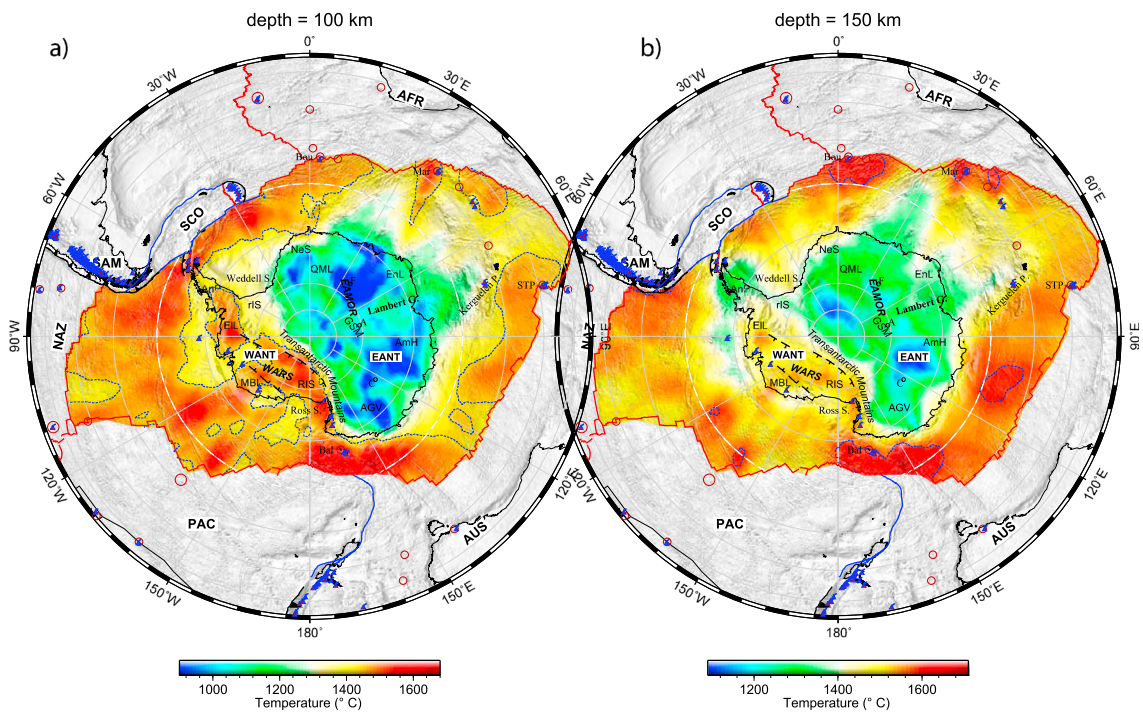 depth = 100 km
a)
0°
30°W
30°E
AFR
60°W
60°E
Bou
Mar
SCO
SAM
NeS
QML
EnL
Weddell S.
An
EAMOR
Lambert G.
Kerguelen P.
STP
rIS
GSM
90°W
NAZ
EIL
AmH
WANT
EANT
Transantarctic Mountains
WARS
MBL
RIS
C
AGV
Ross S.
Bal
120°W
120°E
PAC
AUS
150°W
150°E
180°
1000 1200 1400 1600
Temperature (° C)
depth = 150 km
b)
0°
30°W
30°E
AFR
60°W
60°E
Bou
Mar
SCO
SAM
NeS
QML
EnL
Weddell S.
An
EAMOR
Lambert G.
Kerguelen P.
STP
rIS
GSM
90°E
90°E
NAZ
EIL
AmH
WANT
EANT
Transantarctic Mountains
WARS
MBL
RIS
C
AGV
Ross S.
Bal
120°W
120°E
PAC
AUS
150°W
150°E
180°
1200 1400 1600
Temperature (° C)